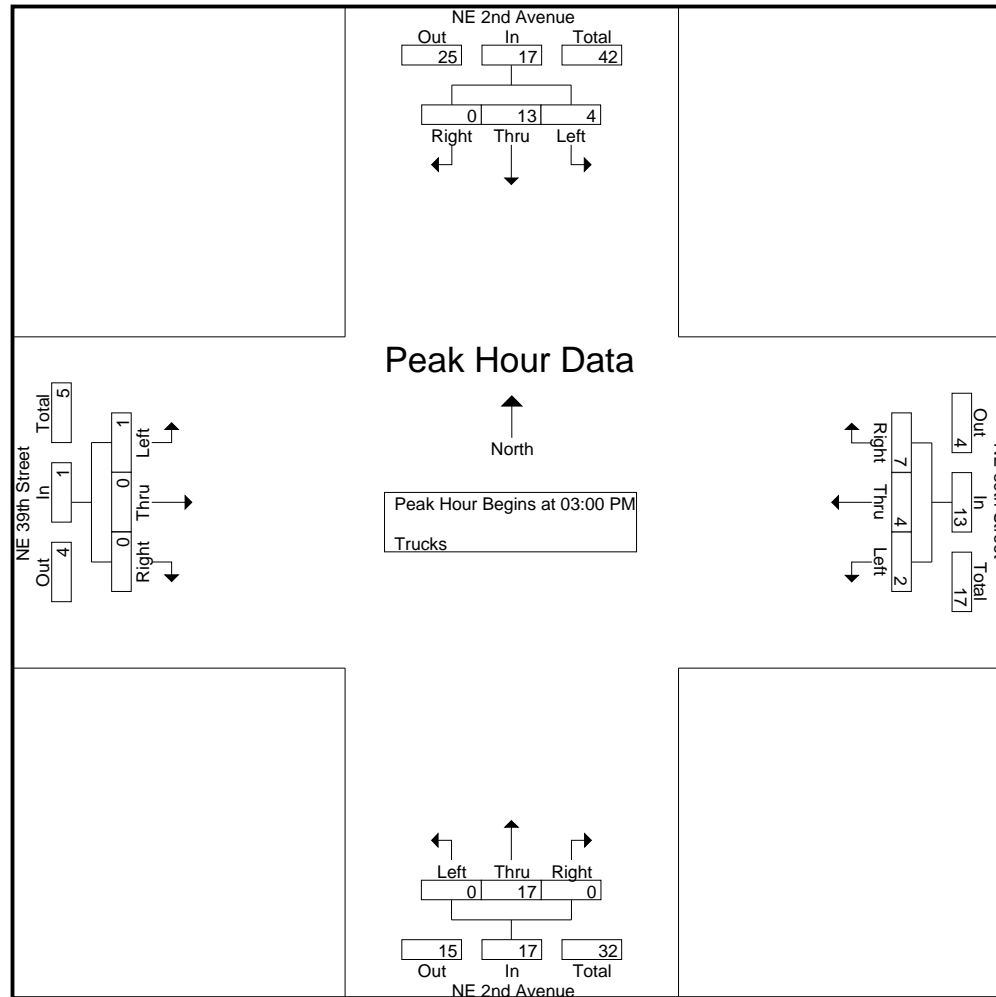 NE 2nd Avenue
Out In Total
25 17 42
0 13 4
Right Thru Left
Peak Hour Data
North
Peak Hour Begins at 03:00 PM
Trucks
NE 39th Street
Total In Out
5 1 4
1 0 0
Left Thru Right
Right Thru Left
7 4 2
Out In Total
4 13 17
Left Thru Right
0 17 0
15 17 32
Out In Total
NE 2nd Avenue